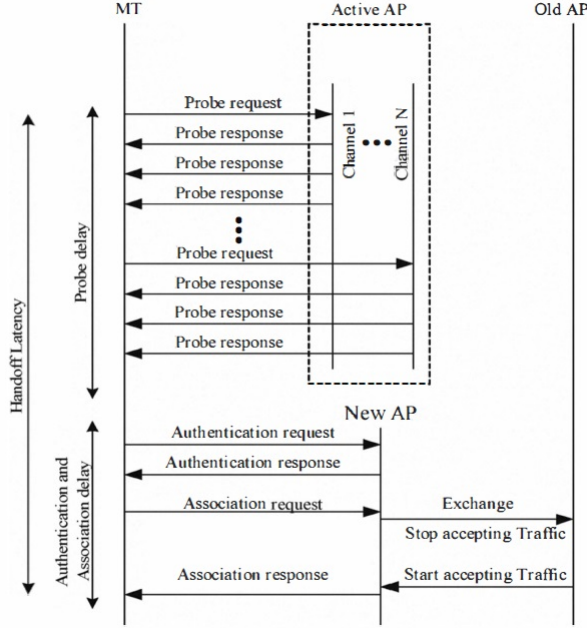 MT
Active AP
Old AP
Probe request
Probe response
Probe response
Probe response
Channel 1
Channel N
Probe request
Probe response
Probe response
Probe response
Probe delay
Handoff Latency
New AP
Authentication request
Authentication response
Association request
Exchange
Stop accepting Traffic
Start accepting Traffic
Association response
Authentication and
Association delay